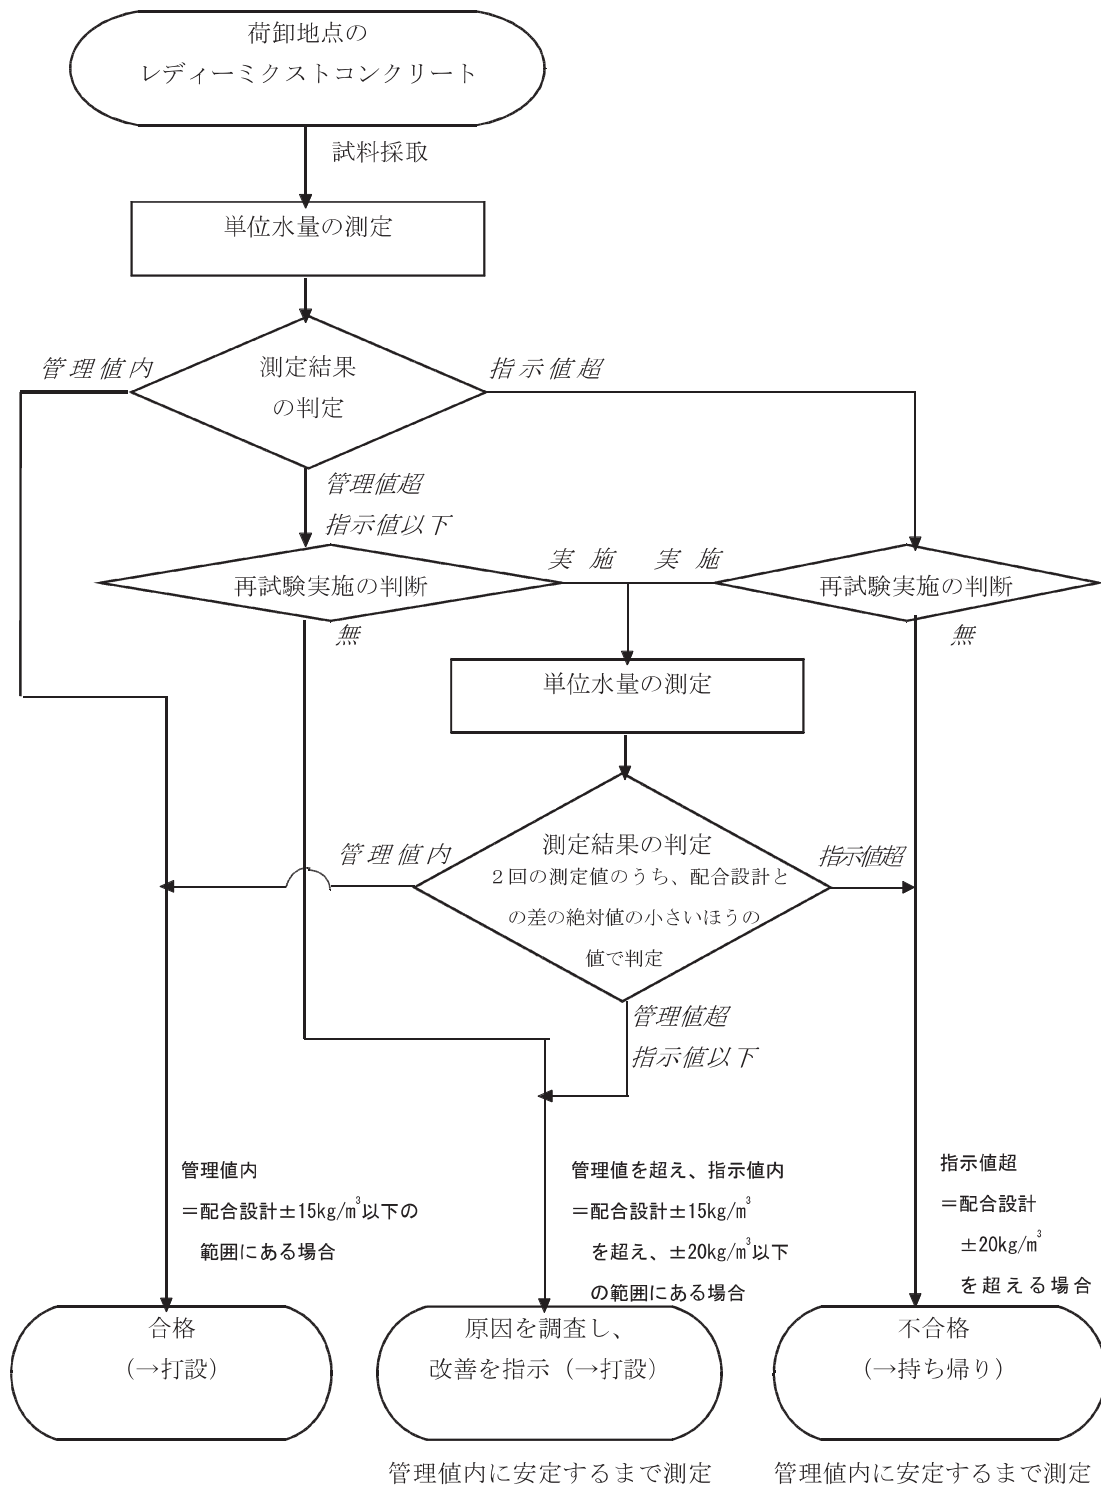 荷卸地点の
レディーミクストコンクリート
試料採取
単位水量の測定
管理値内
測定結果
の判定
指示値超
管理値超
指示値以下
実 施
実 施
再試験実施の判断
再試験実施の判断
無
無
単位水量の測定
管理値内
測定結果の判定
2回の測定値のうち、配合設計と
の差の絶対値の小さいほうの
値で判定
指示値超
管理値超
指示値以下
管理値内
＝配合設計±15kg/m³以下の
範囲にある場合
管理値を超え、指示値内
＝配合設計±15kg/m³
を超え、±20kg/m³以下
の範囲にある場合
指示値超
＝配合設計
±20kg/m³
を超える場合
合格
（→打設）
原因を調査し、
改善を指示（→打設）
不合格
（→持ち帰り）
管理値内に安定するまで測定
管理値内に安定するまで測定